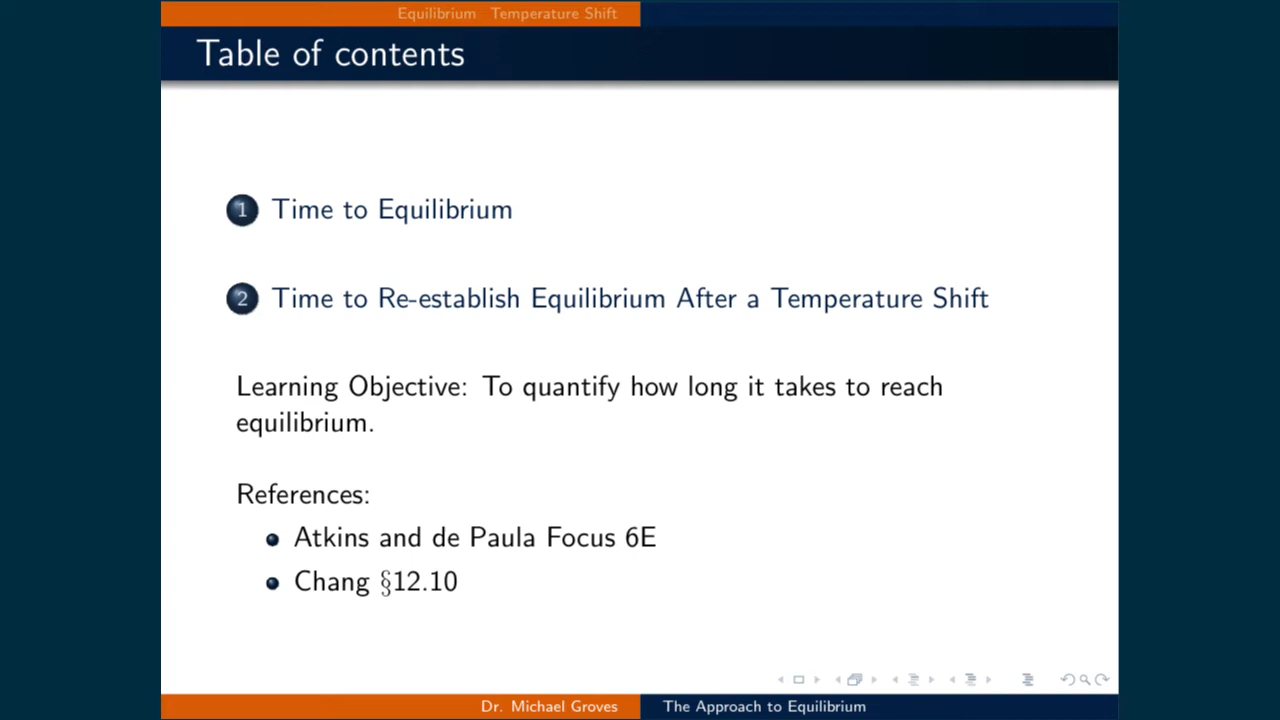 Equilibrium Temperature Shift
Table of contents
1 Time to Equilibrium
2 Time to Re-establish Equilibrium After a Temperature Shift
Learning Objective: To quantify how long it takes to reach
equilibrium.
References:
Atkins and de Paula Focus 6E
Chang §12.10
Dr. Michael Groves The Approach to Equilibrium